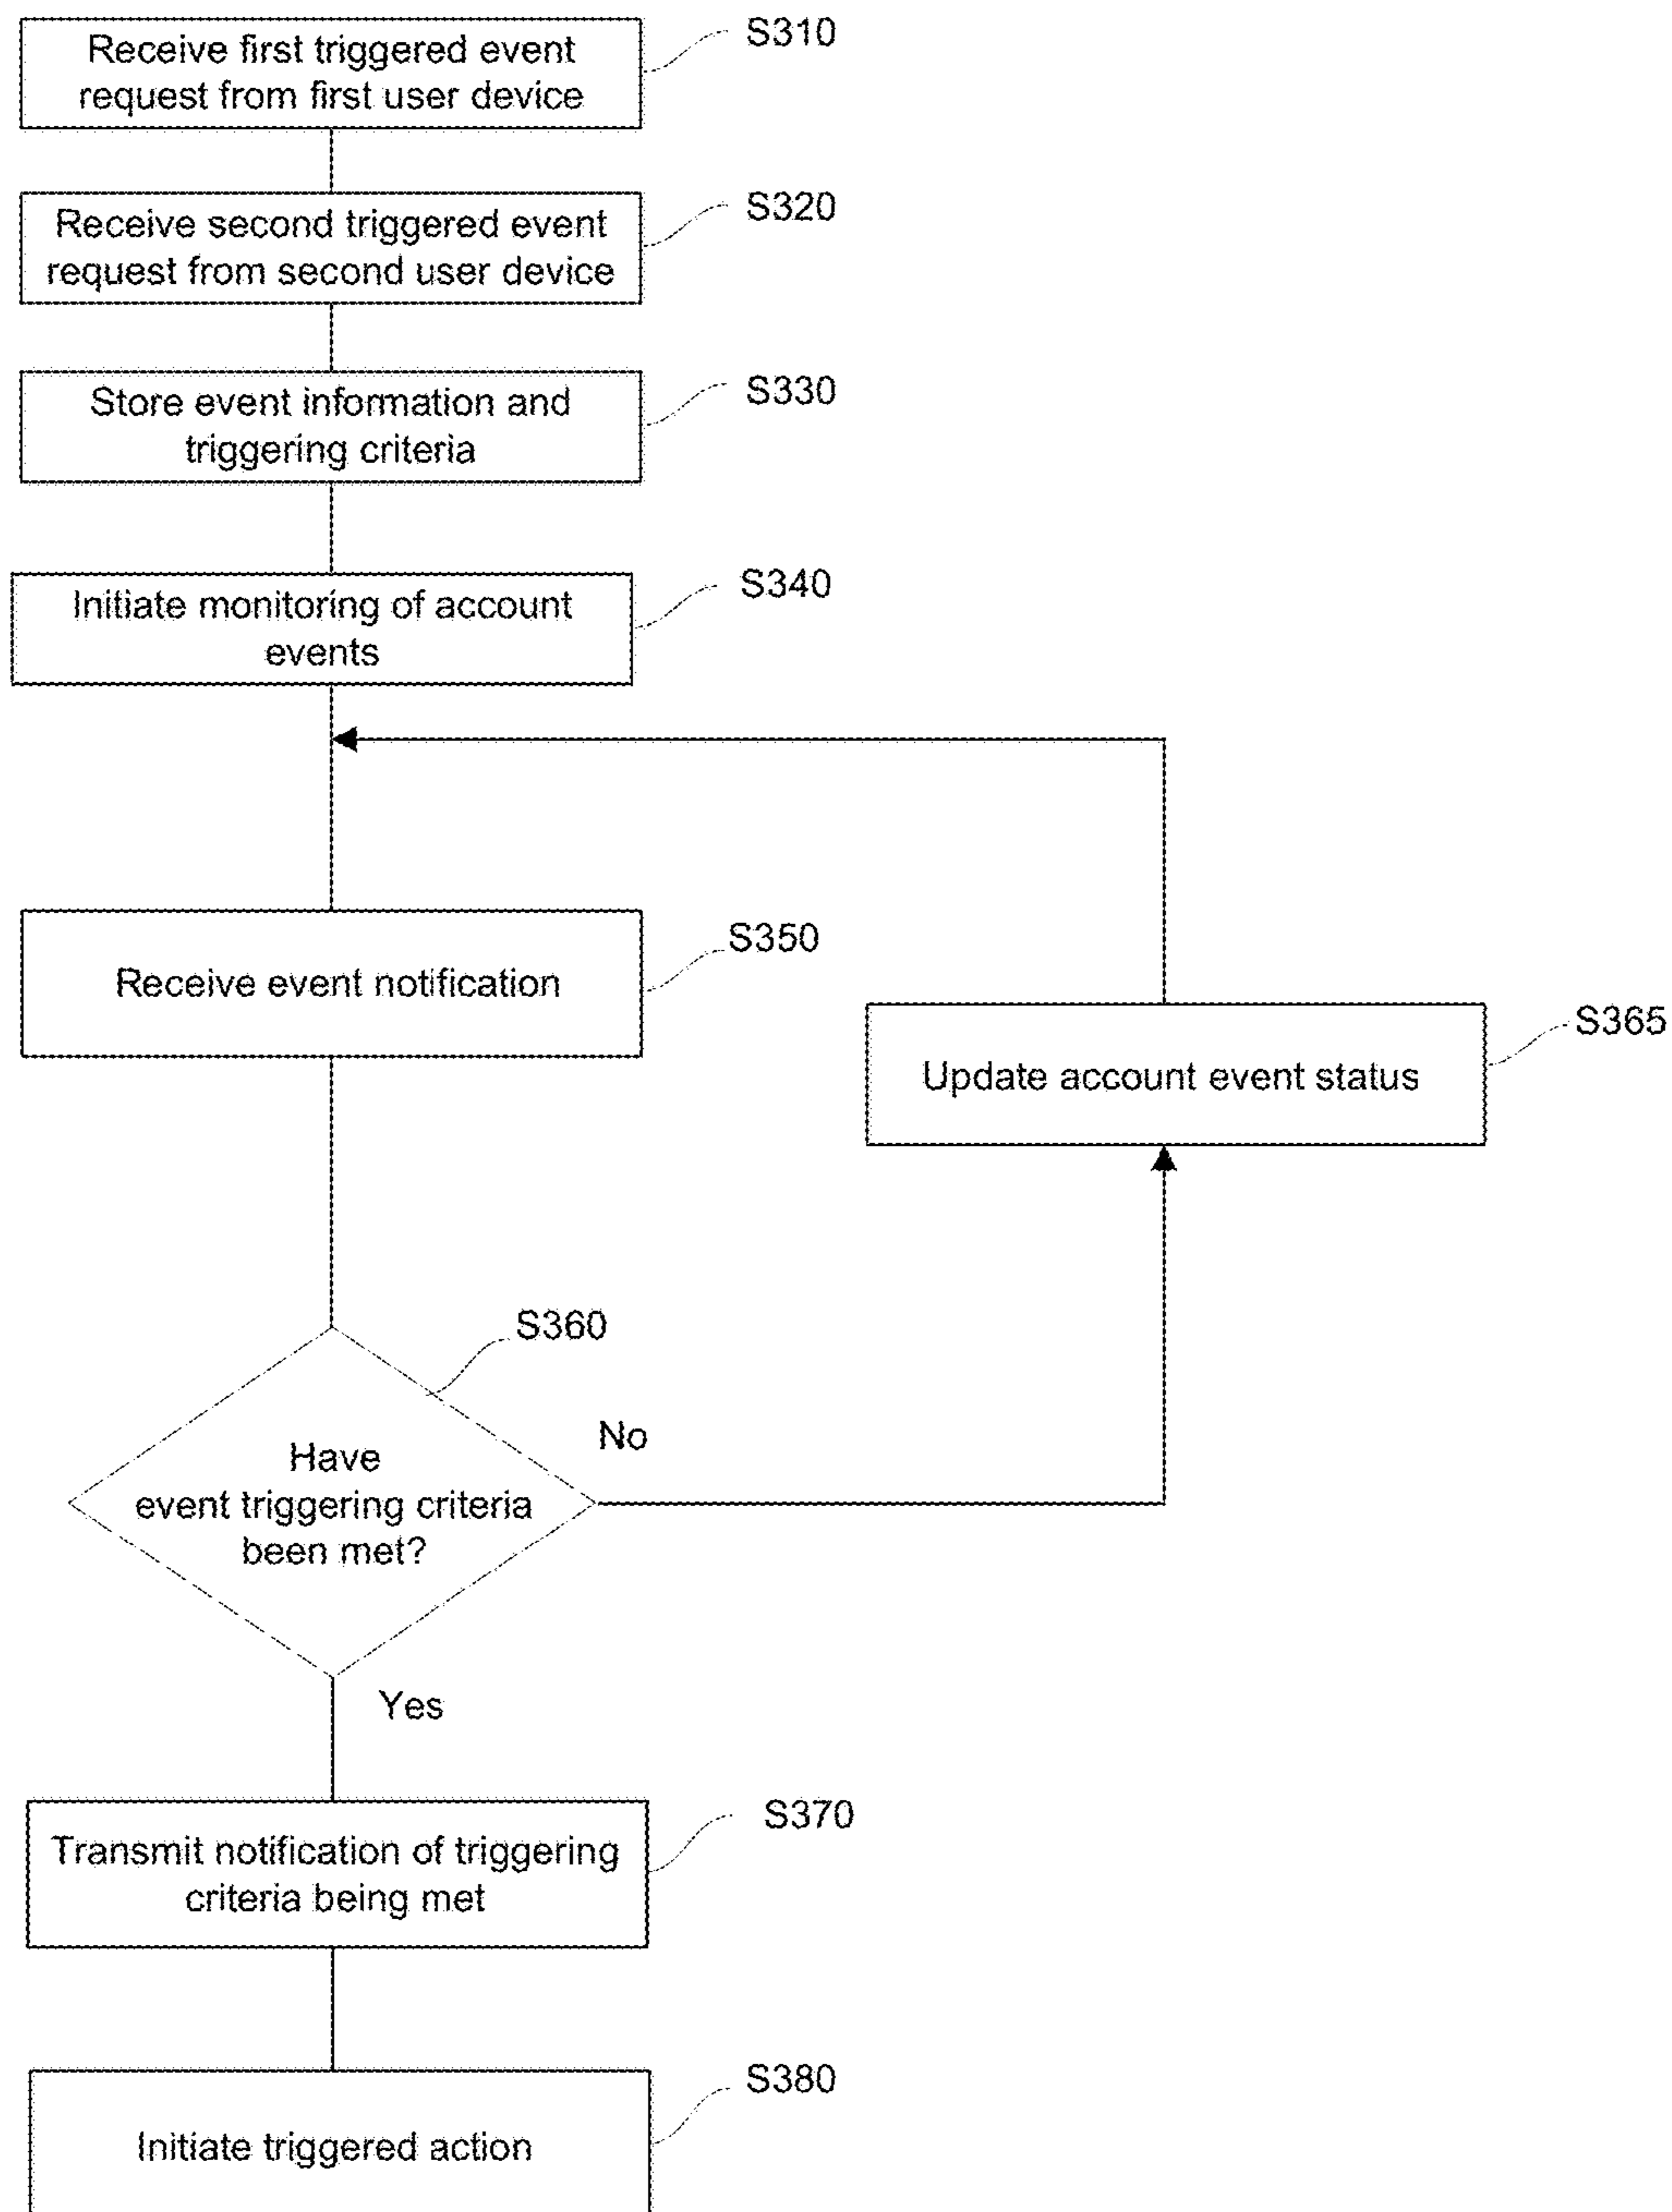 Receive first triggered event
request from first user device
S310
Receive second triggered event
request from second user device
S320
Store event information and
triggering criteria
S330
Initiate monitoring of account
events
S340
Receive event notification
S350
Update account event status
S365
S360
Have
event triggering criteria
been met?
No
Yes
Transmit notification of triggering
criteria being met
S370
Initiate triggered action
S380